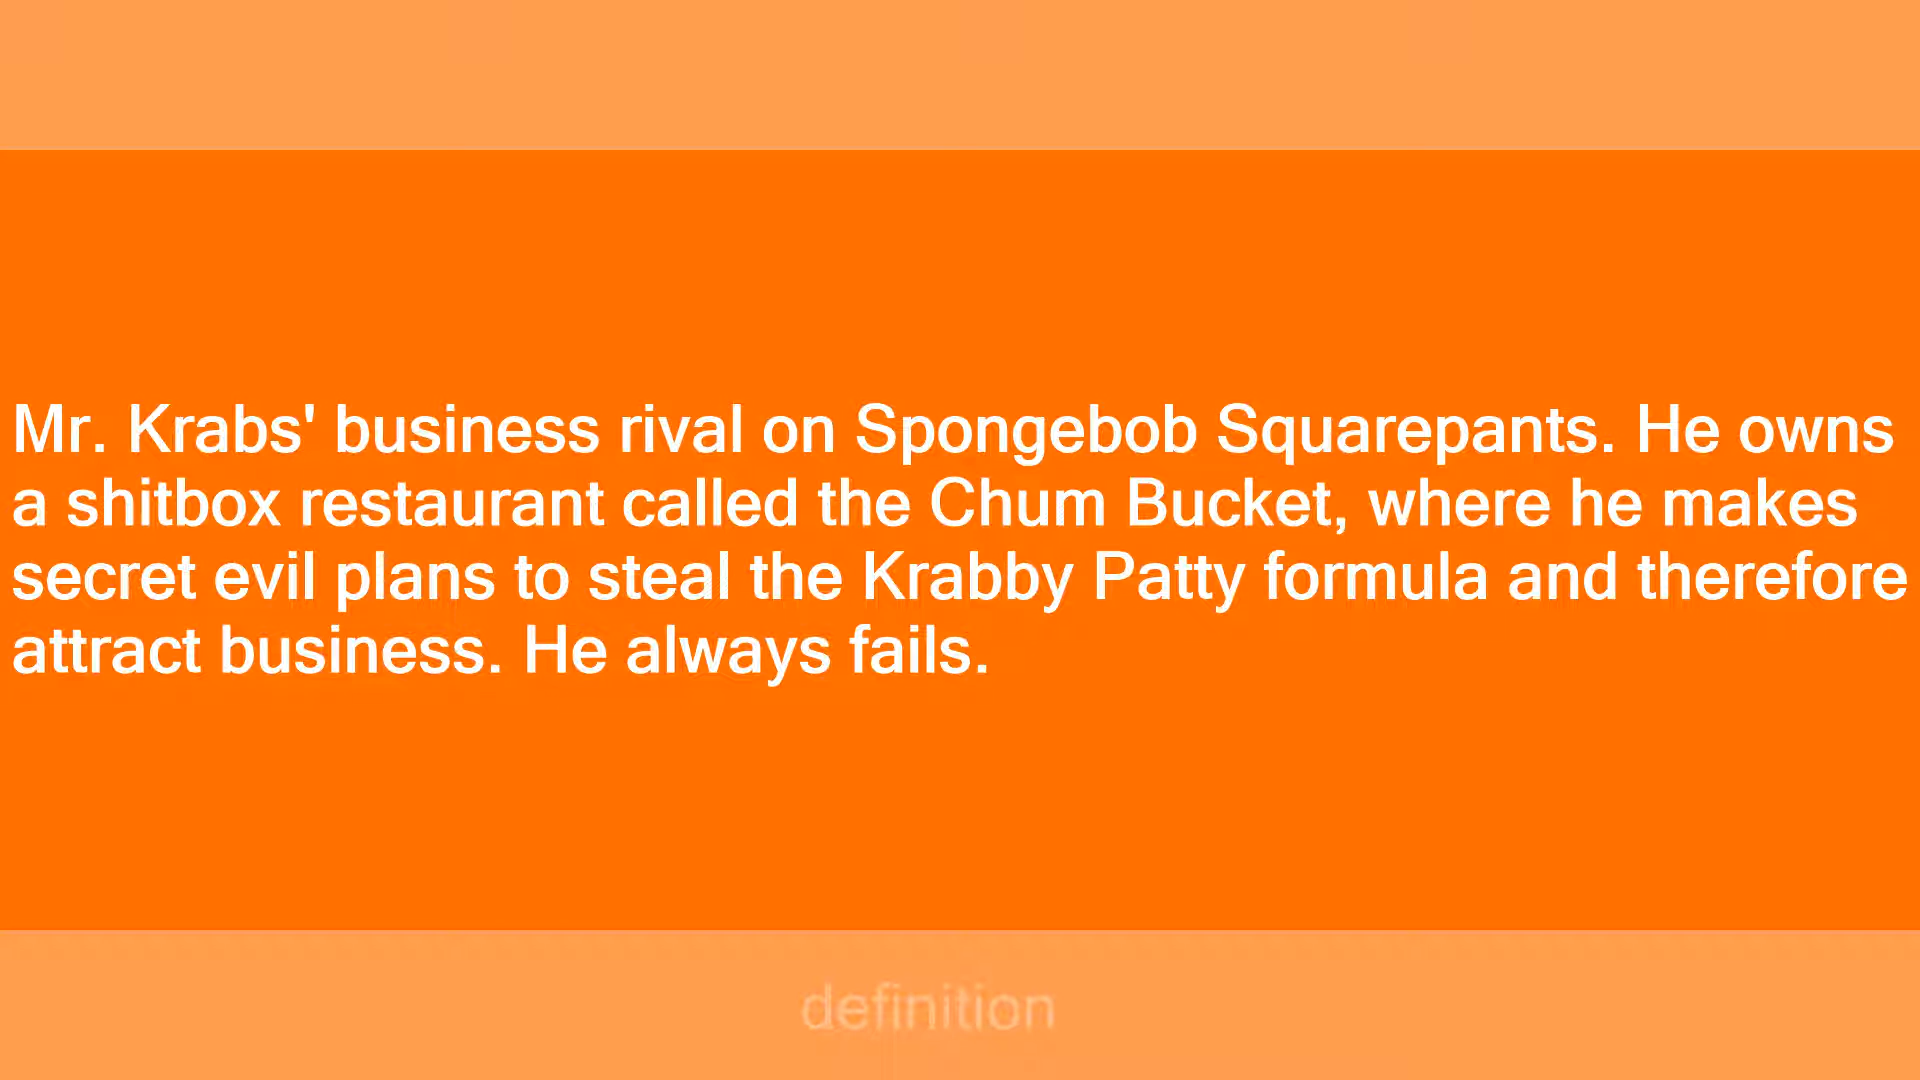 Mr. Krabs' business rival on Spongebob Squarepants. He owns
a shitbox restaurant called the Chum Bucket, where he makes
secret evil plans to steal the Krabby Patty formula and therefore
attract business. He always fails.
definition